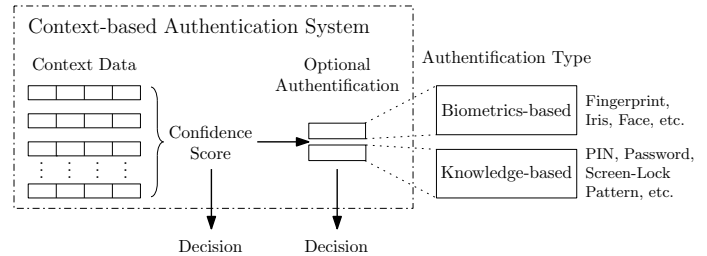 Context-based Authentication System
Context Data
Optional
Authentification
Authentification Type
Confidence
Score
Biometrics-based
Fingerprint,
Iris, Face, etc.
Knowledge-based
PIN, Password,
Screen-Lock
Pattern, etc.
Decision
Decision